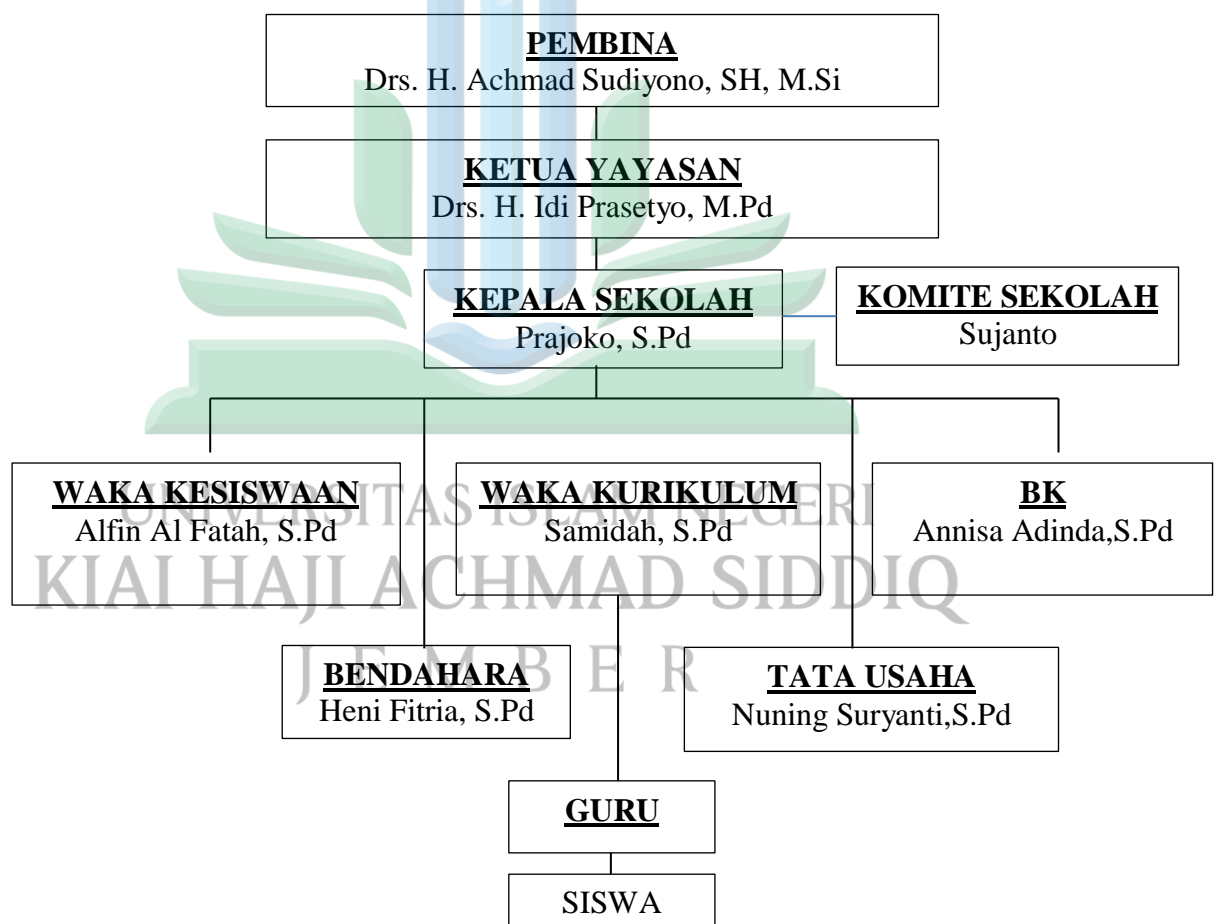 PEMBINA
Drs. H. Achmad Sudiyono, SH, M.Si
KETUA YAYASAN
Drs. H. Idi Prasetyo, M.Pd
KEPALA SEKOLAH
Prajoko, S.Pd
KOMITE SEKOLAH
Sujanto
WAKA KESISWAAN
Alfin Al Fatah, S.Pd
WAKA KURIKULUM
Samidah, S.Pd
BK
Annisa Adinda,S.Pd
UNIVERSITAS ISLAM NEGERI
KIAI HAJI ACHMAD SIDDIQ
JEMBER
BENDAHARA
Heni Fitria, S.Pd
TATA USAHA
Nuning Suryanti,S.Pd
GURU
SISWA